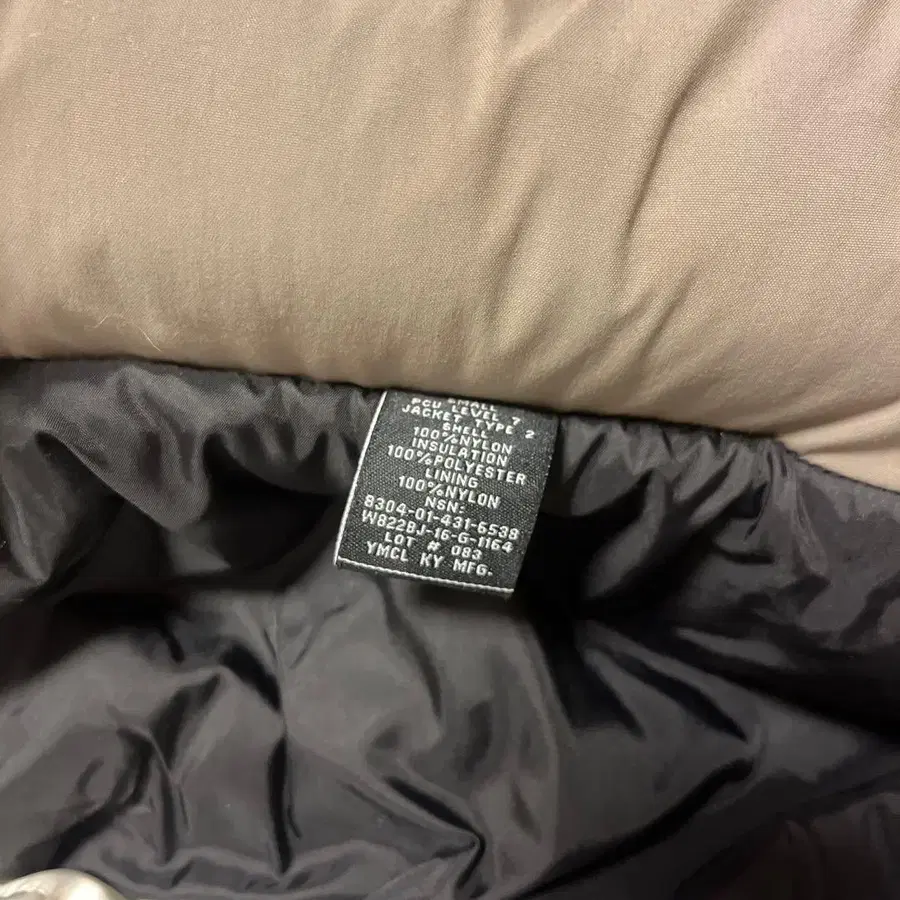 SMALL
PCU LEVEL 7
JACKET TYPE 2
SHELL
100%NYLON
INSULATION
100%POLYESTER
LINING
100%NYLON
NSN:
8304-01-431-6538
W822BJ-16-G-1164
LOT # 083
YMCL KY MFG.